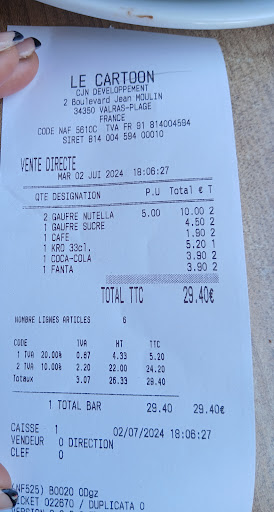 LE CARTOON
CJN DEVELOPPEMENT
2 Boulevard Jean MOULIN
34350 VALRAS-PLAGE
FRANCE
CODE NAF 5610C TVA FR 91 814004594
SIRET 814 004 594 00010
VENTE DIRECTE
MAR 02 JUI 2024 18:06:27
QTE DESIGNATION P.U Total € T
2 GAUFRE NUTELLA 5.00 10.00 2
1 GAUFRE SUCRE 4.50 2
1 CAFE 1.90 2
1 KRO 33cl. 5.20 1
1 COCA-COLA 3.90 2
1 FANTA 3.90 2
TOTAL TTC 29.40€
NOMBRE LIGNES ARTICLES 6
CODE TVA HT TTC
1 TVA 20.00% 0.87 4.33 5.20
2 TVA 10.00% 2.20 22.00 24.20
Totaux 3.07 26.33 29.40
1 TOTAL BAR 29.40 29.40€
CAISSE 1 02/07/2024 18:06:27
VENDEUR 0 DIRECTION
CLEF 0
(NF525) B0020 0Dgz
TICKET 022670 / DUPLICATA 0